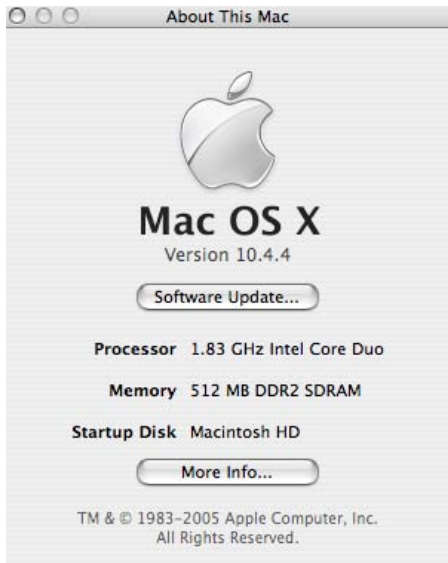 About This Mac
Mac OS X
Version 10.4.4
Software Update...
Processor 1.83 GHz Intel Core Duo
Memory 512 MB DDR2 SDRAM
Startup Disk Macintosh HD
More Info...
TM & © 1983–2005 Apple Computer, Inc.
All Rights Reserved.